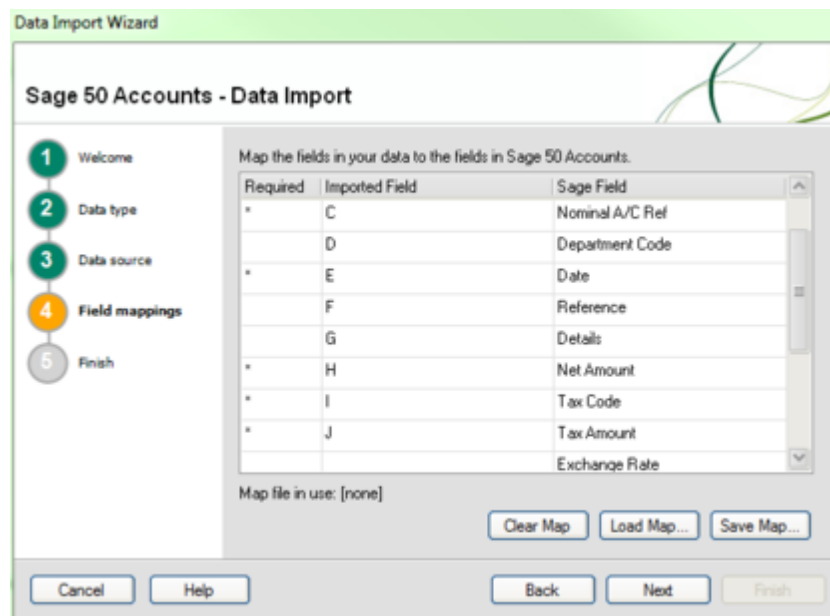 Data Import Wizard
Sage 50 Accounts - Data Import
1 Welcome
2 Data type
3 Data source
4 Field mappings
5 Finish
Map the fields in your data to the fields in Sage 50 Accounts.
Required Imported Field Sage Field
* C Nominal A/C Ref
D Department Code
* E Date
F Reference
G Details
* H Net Amount
* I Tax Code
* J Tax Amount
Exchange Rate
Map file in use: [none]
Clear Map Load Map... Save Map...
Cancel Help Back Next Finish